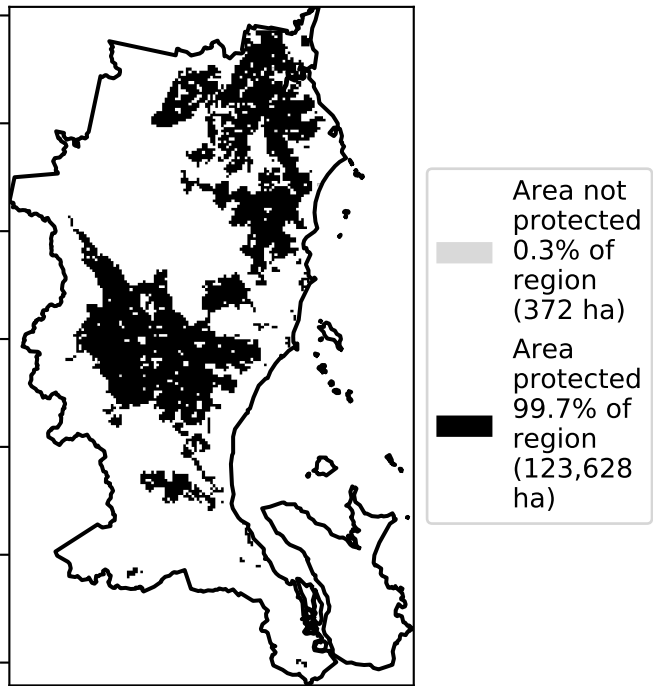 Area not
protected
0.3% of
region
(372 ha)
Area
protected
99.7% of
region
(123,628
ha)